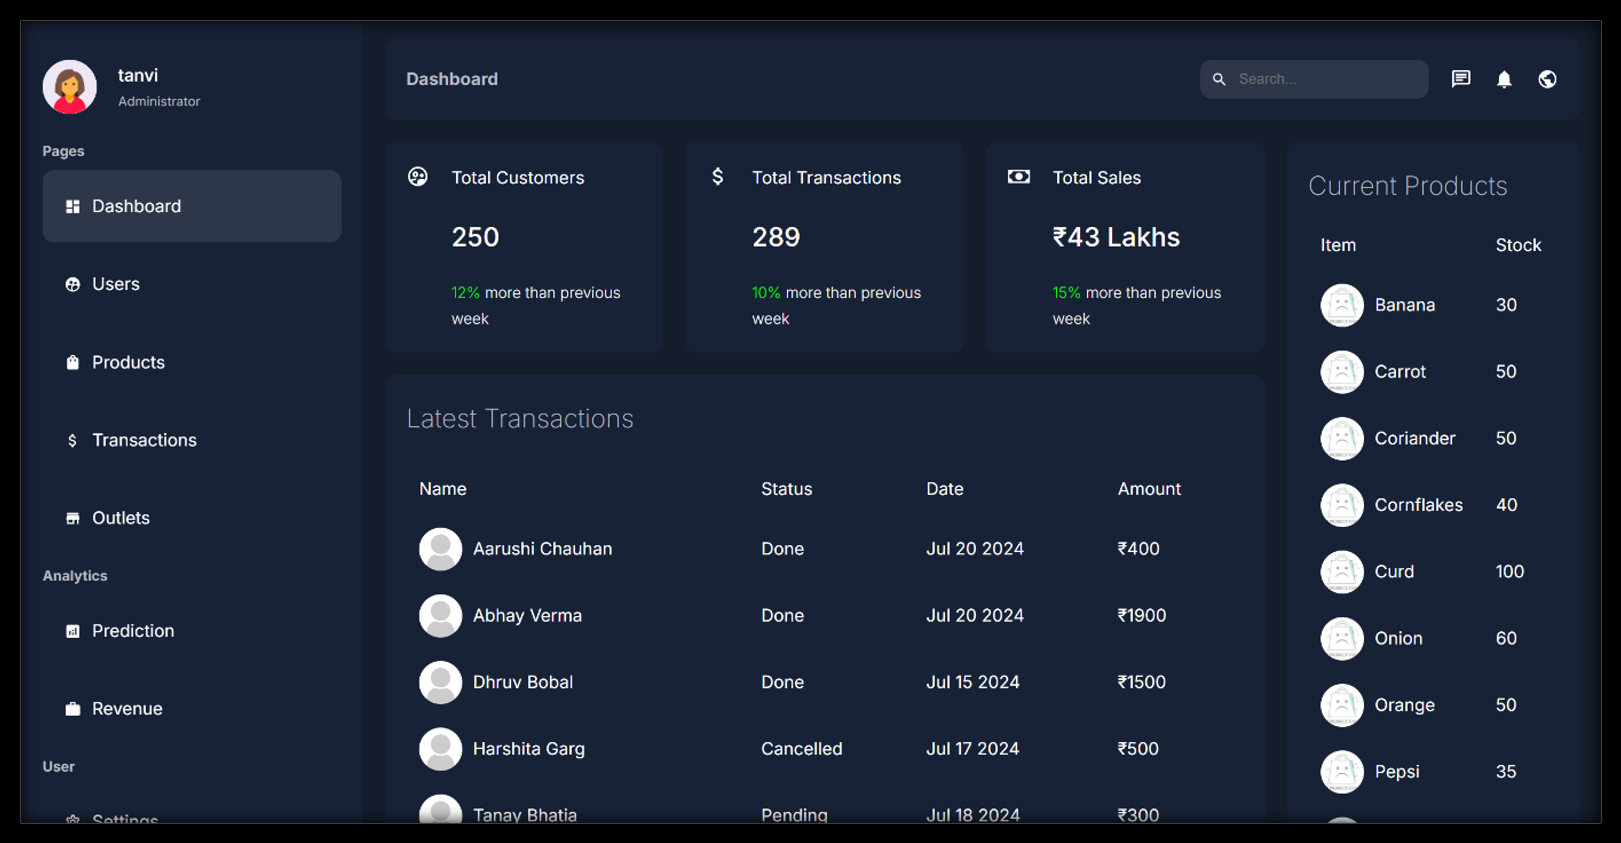 tanvi
Administrator
Pages
Dashboard
Users
Products
Transactions
Outlets
Analytics
Prediction
Revenue
User
Settings
Dashboard
Search...
Total Customers
250
12% more than previous
week
Total Transactions
289
10% more than previous
week
Total Sales
₹43 Lakhs
15% more than previous
week
Latest Transactions
Name Status Date Amount
Aarushi Chauhan Done Jul 20 2024 ₹400
Abhay Verma Done Jul 20 2024 ₹1900
Dhruv Bobal Done Jul 15 2024 ₹1500
Harshita Garg Cancelled Jul 17 2024 ₹500
Tanay Bhatia Pending Jul 18 2024 ₹300
Current Products
Item Stock
Banana 30
Carrot 50
Coriander 50
Cornflakes 40
Curd 100
Onion 60
Orange 50
Pepsi 35